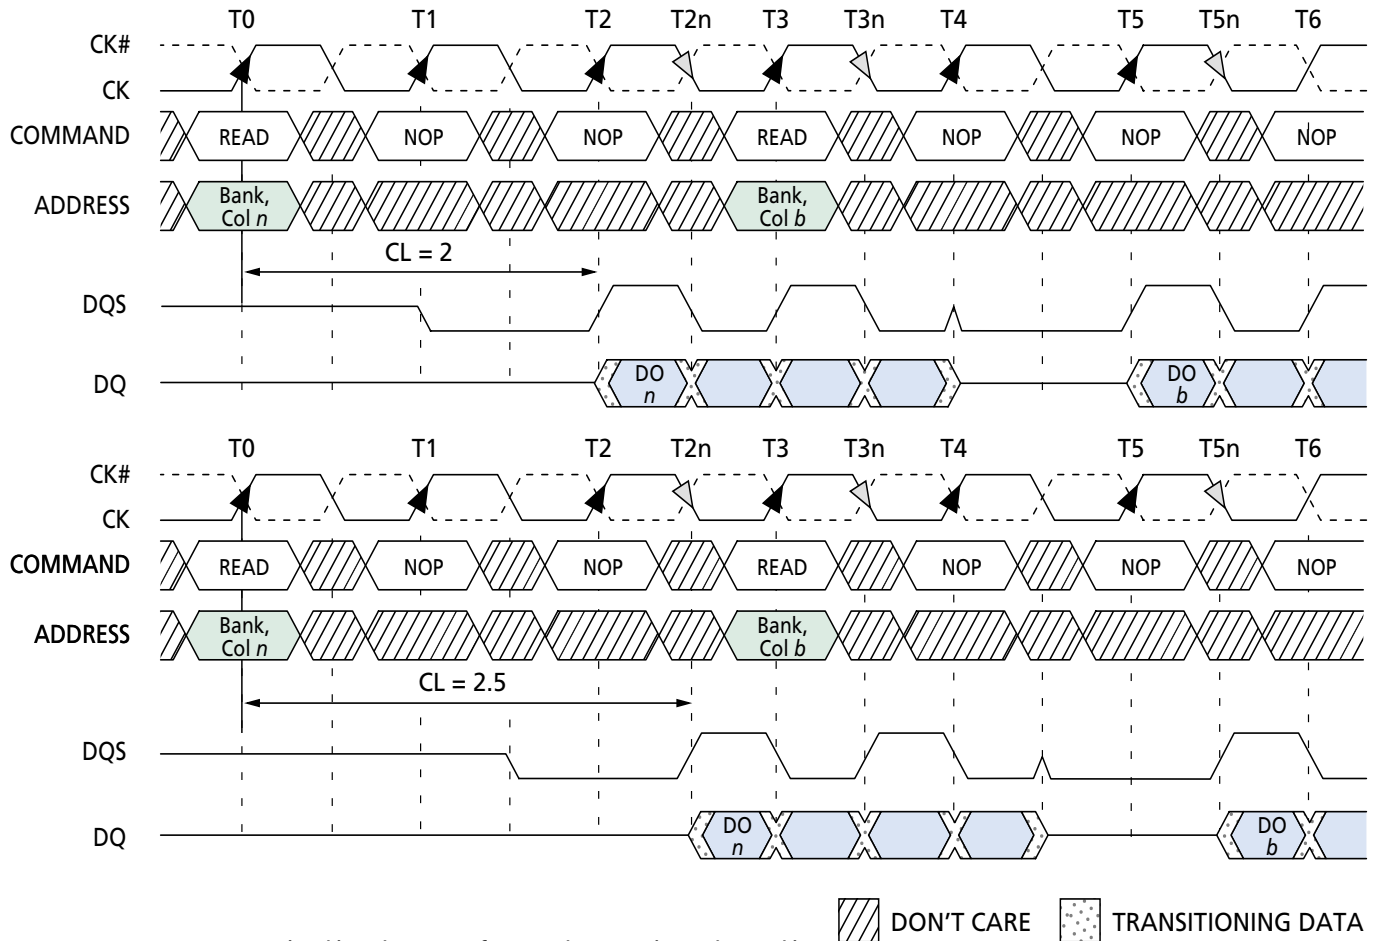 T0 T1 T2 T2n T3 T3n T4 T5 T5n T6
CK#
CK
COMMAND READ NOP NOP READ NOP NOP NOP
ADDRESS Bank, Col n Bank, Col b
CL = 2
DQS
DQ DO n DO b
T0 T1 T2 T2n T3 T3n T4 T5 T5n T6
CK#
CK
COMMAND READ NOP NOP READ NOP NOP NOP
ADDRESS Bank, Col n Bank, Col b
CL = 2.5
DQS
DQ DO n DO b
DON'T CARE TRANSITIONING DATA